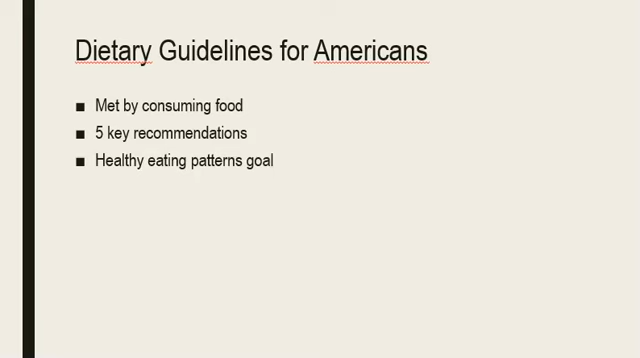 Dietary Guidelines for Americans
■ Met by consuming food
■ 5 key recommendations
■ Healthy eating patterns goal